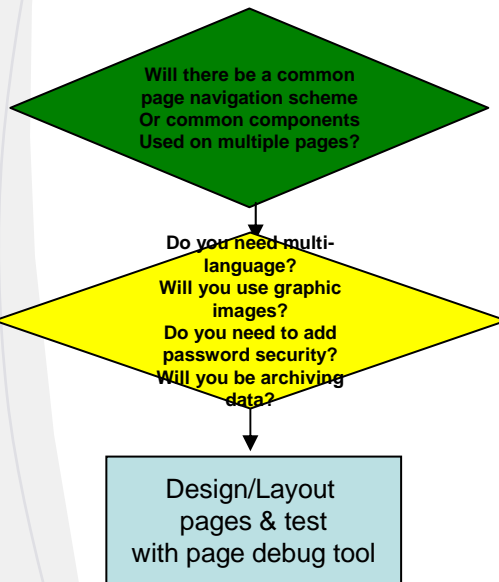 Will there be a common
page navigation scheme
Or common components
Used on multiple pages?
Do you need multi-
language?
Will you use graphic
images?
Do you need to add
password security?
Will you be archiving
data?
Design/Layout
pages & test
with page debug tool